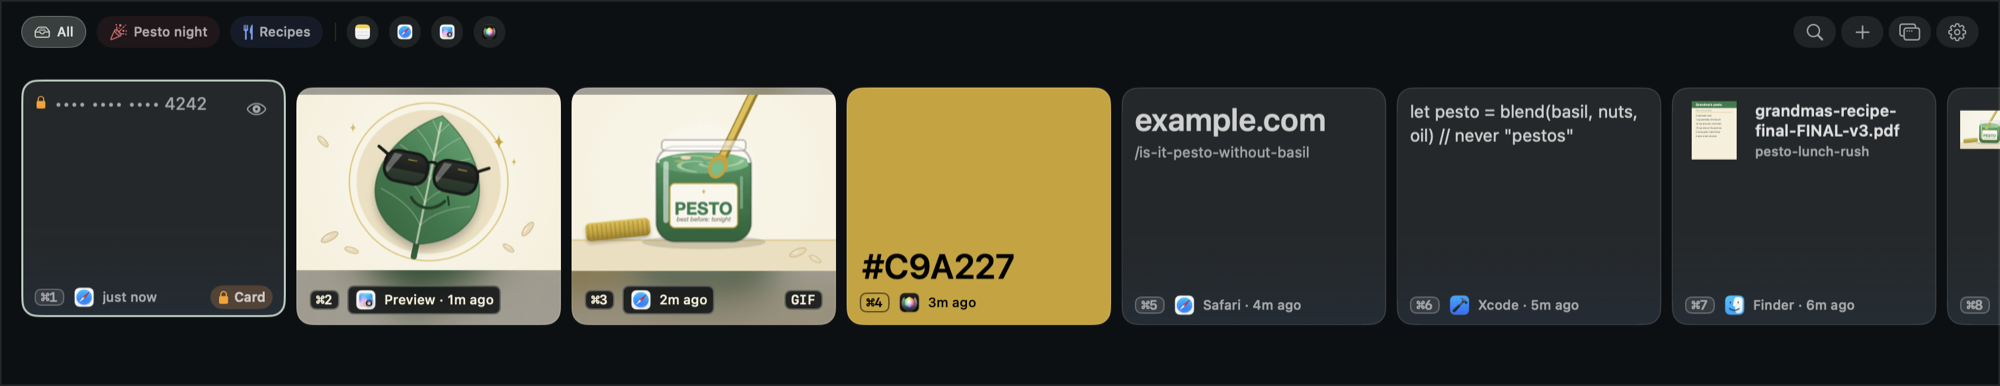 All
Pesto night
Recipes
•••• •••• •••• 4242
⌘1
just now
Card
PESTO
best before: tonight
⌘2
Preview · 1m ago
⌘3
2m ago
GIF
#C9A227
⌘4
3m ago
example.com
/is-it-pesto-without-basil
⌘5
Safari · 4m ago
let pesto = blend(basil, nuts,
oil) // never "pestos"
⌘6
Xcode · 5m ago
grandmas-recipe-
final-FINAL-v3.pdf
pesto-lunch-rush
⌘7
Finder · 6m ago
⌘8